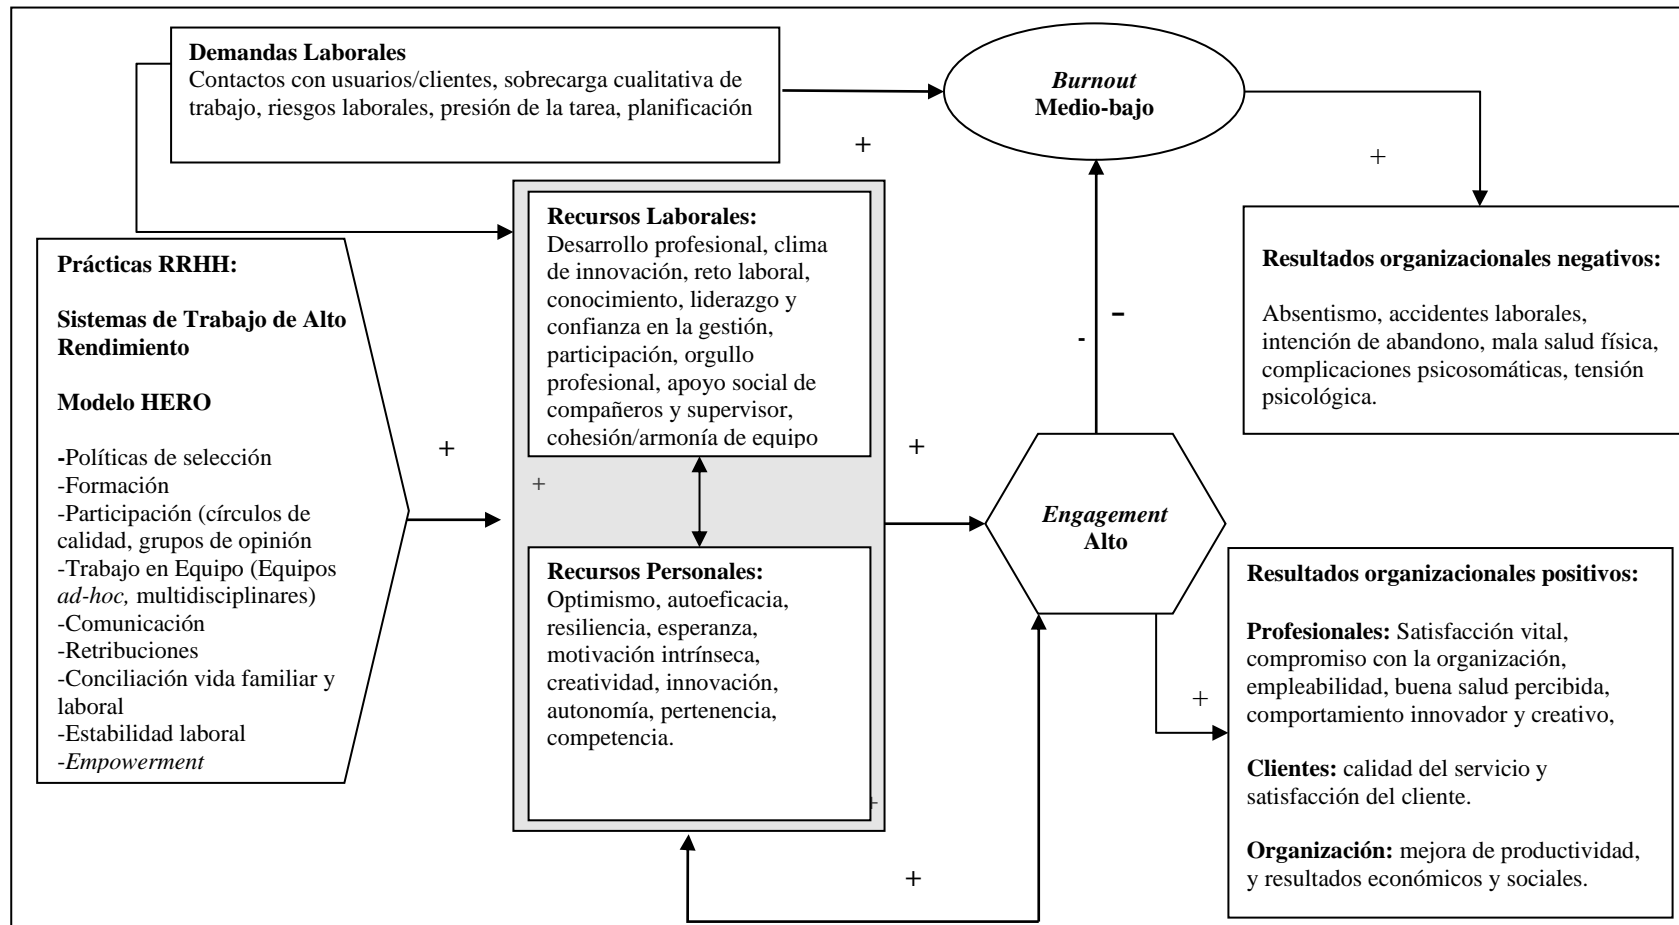 Demandas Laborales
Contactos con usuarios/clientes, sobrecarga cualitativa de
trabajo, riesgos laborales, presión de la tarea, planificación
+
Burnout
Medio-bajo
+
Prácticas RRHH:
Sistemas de Trabajo de Alto
Rendimiento
Modelo HERO
-Políticas de selección
-Formación
-Participación (círculos de
calidad, grupos de opinión
-Trabajo en Equipo (Equipos
ad-hoc, multidisciplinares)
-Comunicación
-Retribuciones
-Conciliación vida familiar y
laboral
-Estabilidad laboral
-Empowerment
+
Recursos Laborales:
Desarrollo profesional, clima
de innovación, reto laboral,
conocimiento, liderazgo y
confianza en la gestión,
participación, orgullo
profesional, apoyo social de
compañeros y supervisor,
cohesión/armonía de equipo
+
Recursos Personales:
Optimismo, autoeficacia,
resiliencia, esperanza,
motivación intrínseca,
creatividad, innovación,
autonomía, pertenencia,
competencia.
+
+
-
-
Engagement
Alto
+
+
Resultados organizacionales negativos:
Absentismo, accidentes laborales,
intención de abandono, mala salud física,
complicaciones psicosomáticas, tensión
psicológica.
Resultados organizacionales positivos:
Profesionales: Satisfacción vital,
compromiso con la organización,
empleabilidad, buena salud percibida,
comportamiento innovador y creativo,
Clientes: calidad del servicio y
satisfacción del cliente.
Organización: mejora de productividad,
y resultados económicos y sociales.